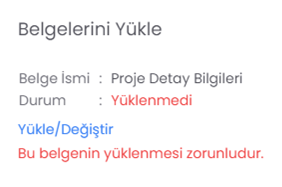 Belgelerini Yükle
Belge İsmi : Proje Detay Bilgileri
Durum : Yüklenmedi
Yükle/Değiştir
Bu belgenin yüklenmesi zorunludur.